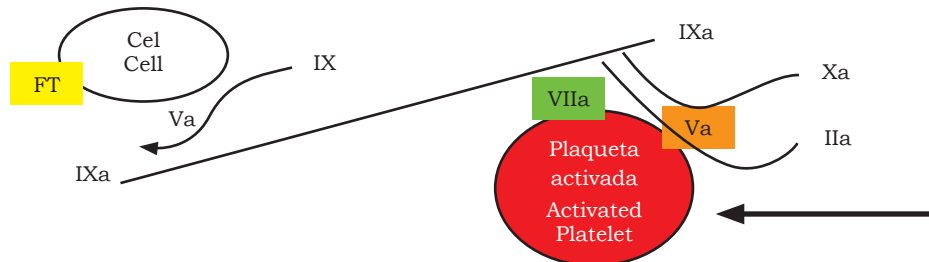 Cel
Cell
FT
IX
Va
IXa
IXa
Xa
VIIa
Va
IIa
Plaqueta
activada
Activated
Platelet